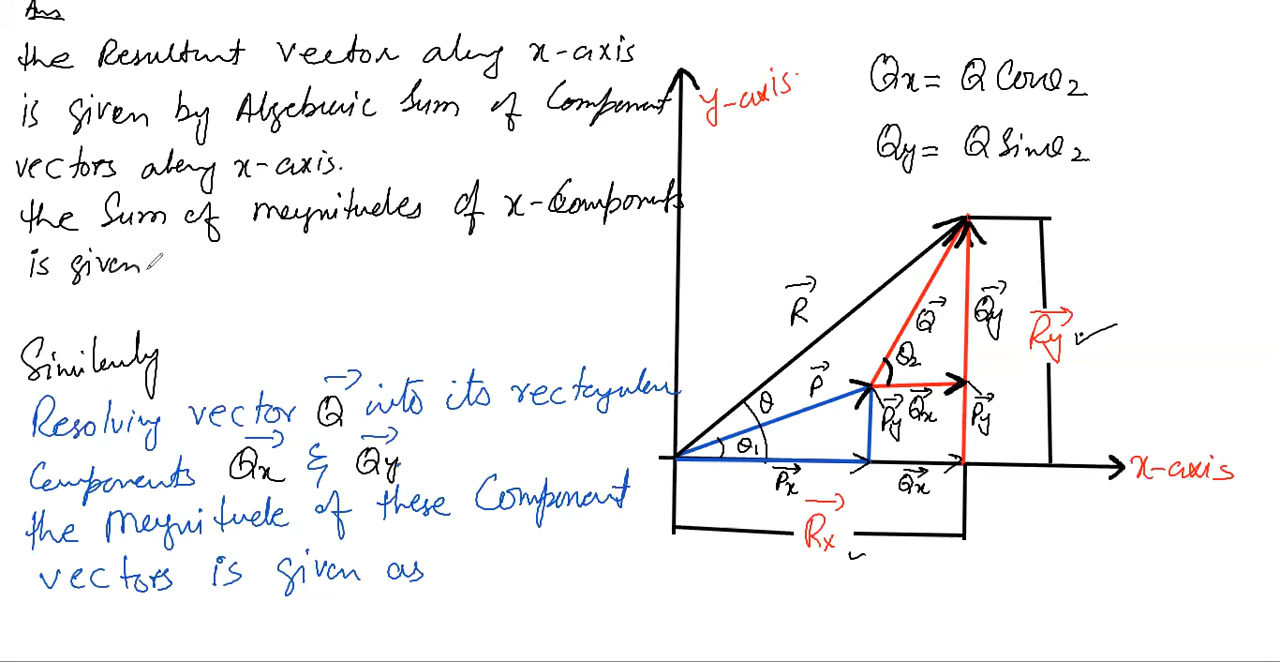 Ans
the Resultant vector along x-axis
is given by Algebraic Sum of Component
vectors along x-axis.
the Sum of magnitudes of x-Components
is given
Similarly
Resolving vector Q into its rectangular
Components Qx & Qy
the magnitude of these Component
vectors is given as
Qx = Q Cosθ2
Qy = Q Sinθ2
y-axis
R
Q
Qy
Ry
θ2
P
θ
Py
Qx
Py
θ1
x-axis
Px
Qx
Rx